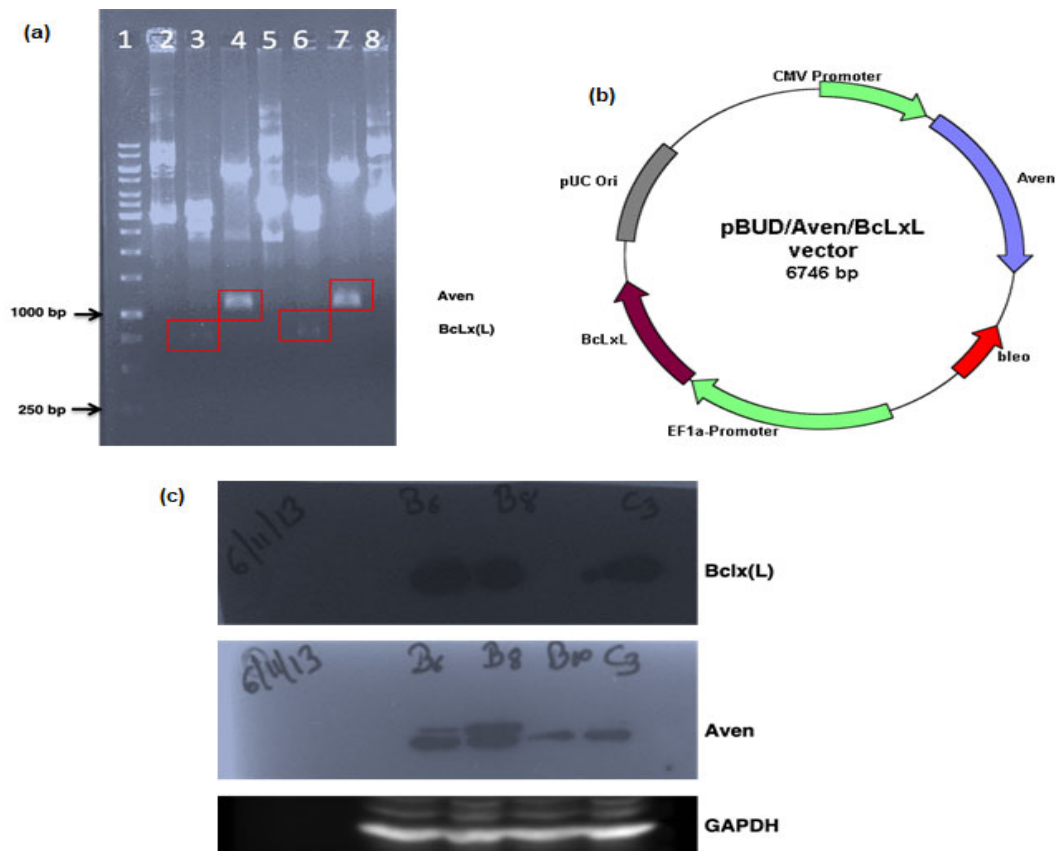 (a)
1 2 3 4 5 6 7 8
1000 bp
250 bp
Aven
BcLx(L)
(b)
CMV Promoter
Aven
bleo
EF1a-Promoter
BcLxL
pUC Ori
pBUD/Aven/BcLxL
vector
6746 bp
(c)
6/11/13
B6 B8 C3
Bclx(L)
6/11/13
B6 B8 B10 C3
Aven
GAPDH